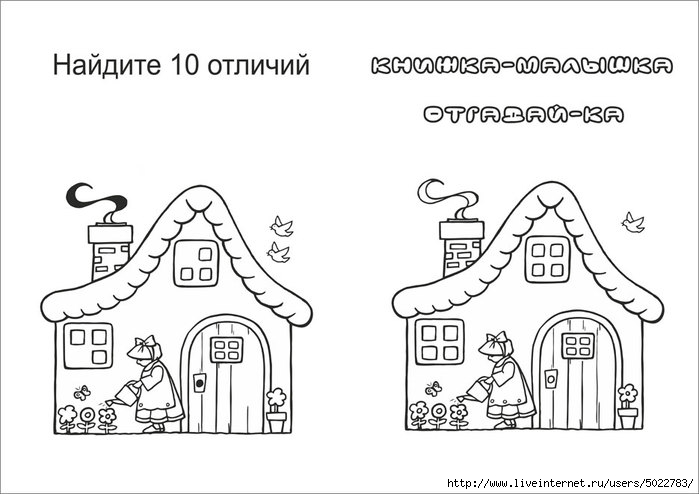 Найдите 10 отличий
КНИЖКА-МАЛЫШКА
ОТГАДАЙ-КА
http://www.liveinternet.ru/users/5022783/